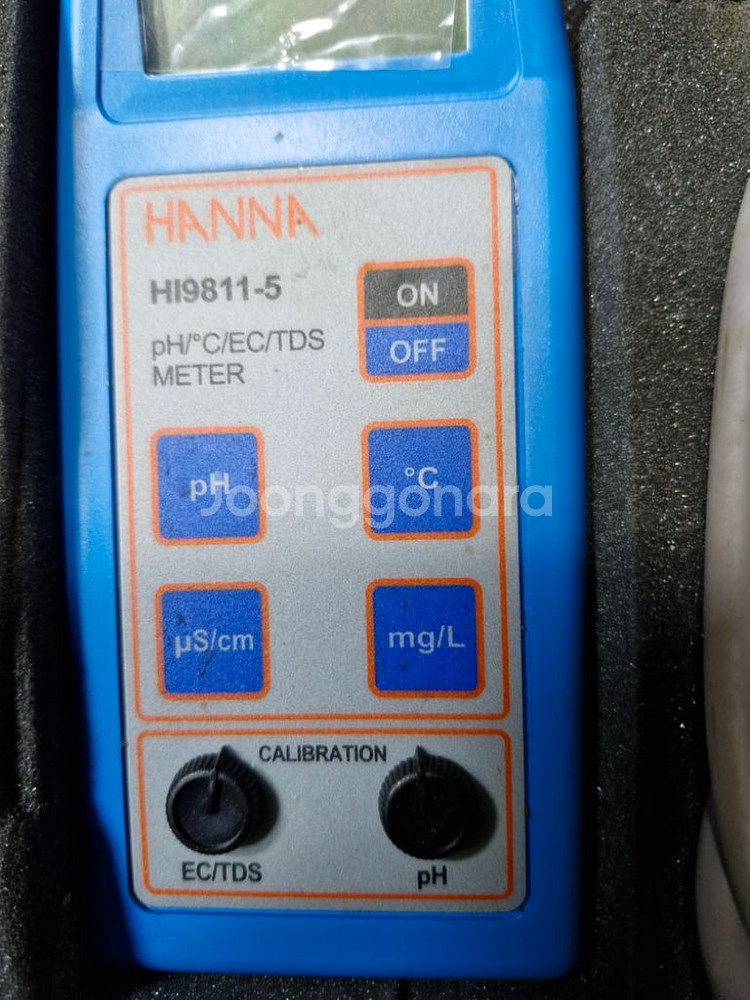 HANNA
HI9811-5
ON
OFF
pH/°C/EC/TDS
METER
pH
°C
Joonggonara
µS/cm
mg/L
CALIBRATION
EC/TDS
pH